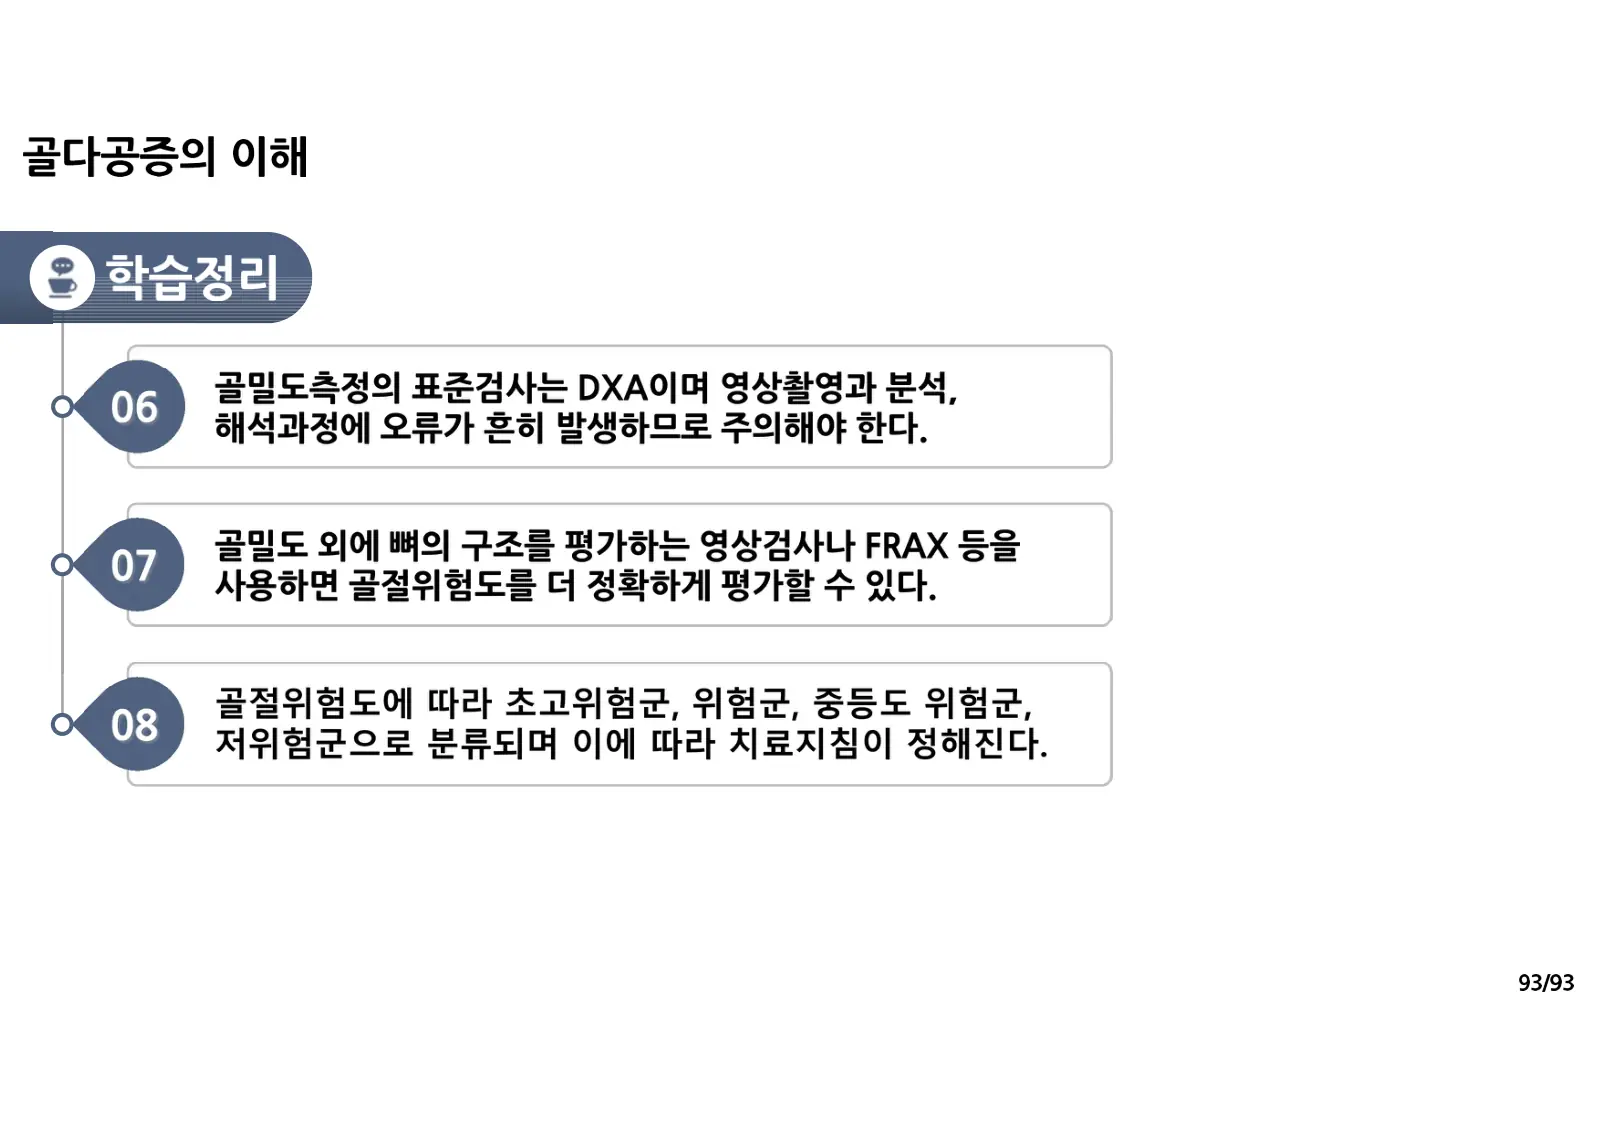 골다공증의 이해
학습정리
06
골밀도측정의 표준검사는 DXA이며 영상촬영과 분석,
해석과정에 오류가 흔히 발생하므로 주의해야 한다.
07
골밀도 외에 뼈의 구조를 평가하는 영상검사나 FRAX 등을
사용하면 골절위험도를 더 정확하게 평가할 수 있다.
08
골절위험도에 따라 초고위험군, 위험군, 중등도 위험군,
저위험군으로 분류되며 이에 따라 치료지침이 정해진다.
93/93